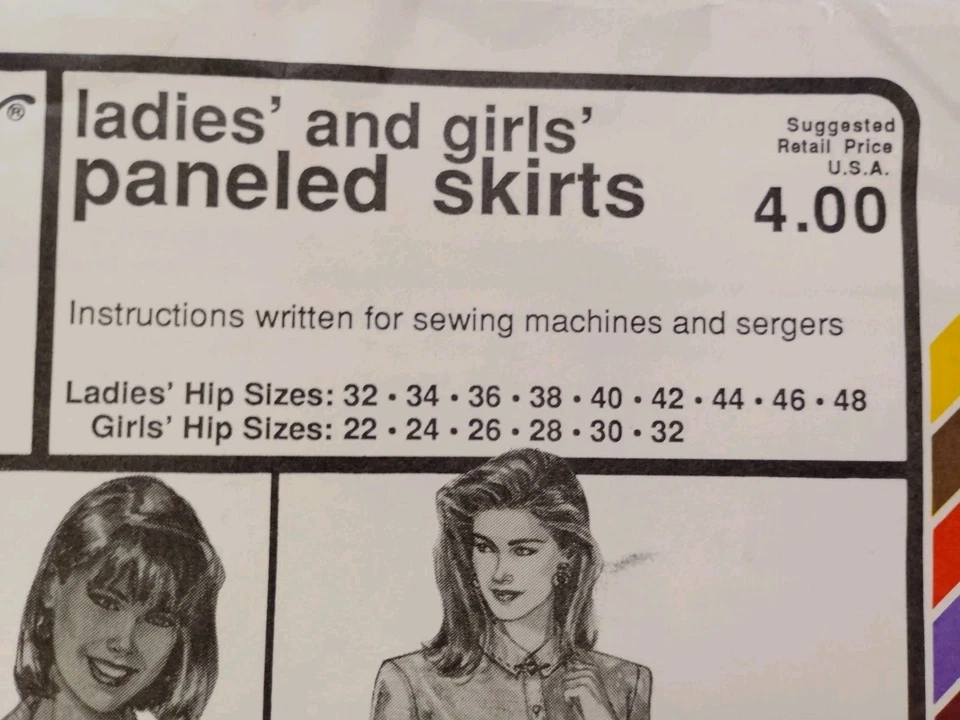 ®
ladies' and girls'
paneled skirts
Suggested
Retail Price
U.S.A.
4.00
Instructions written for sewing machines and sergers
Ladies' Hip Sizes: 32 • 34 • 36 • 38 • 40 • 42 • 44 • 46 • 48
Girls' Hip Sizes: 22 • 24 • 26 • 28 • 30 • 32